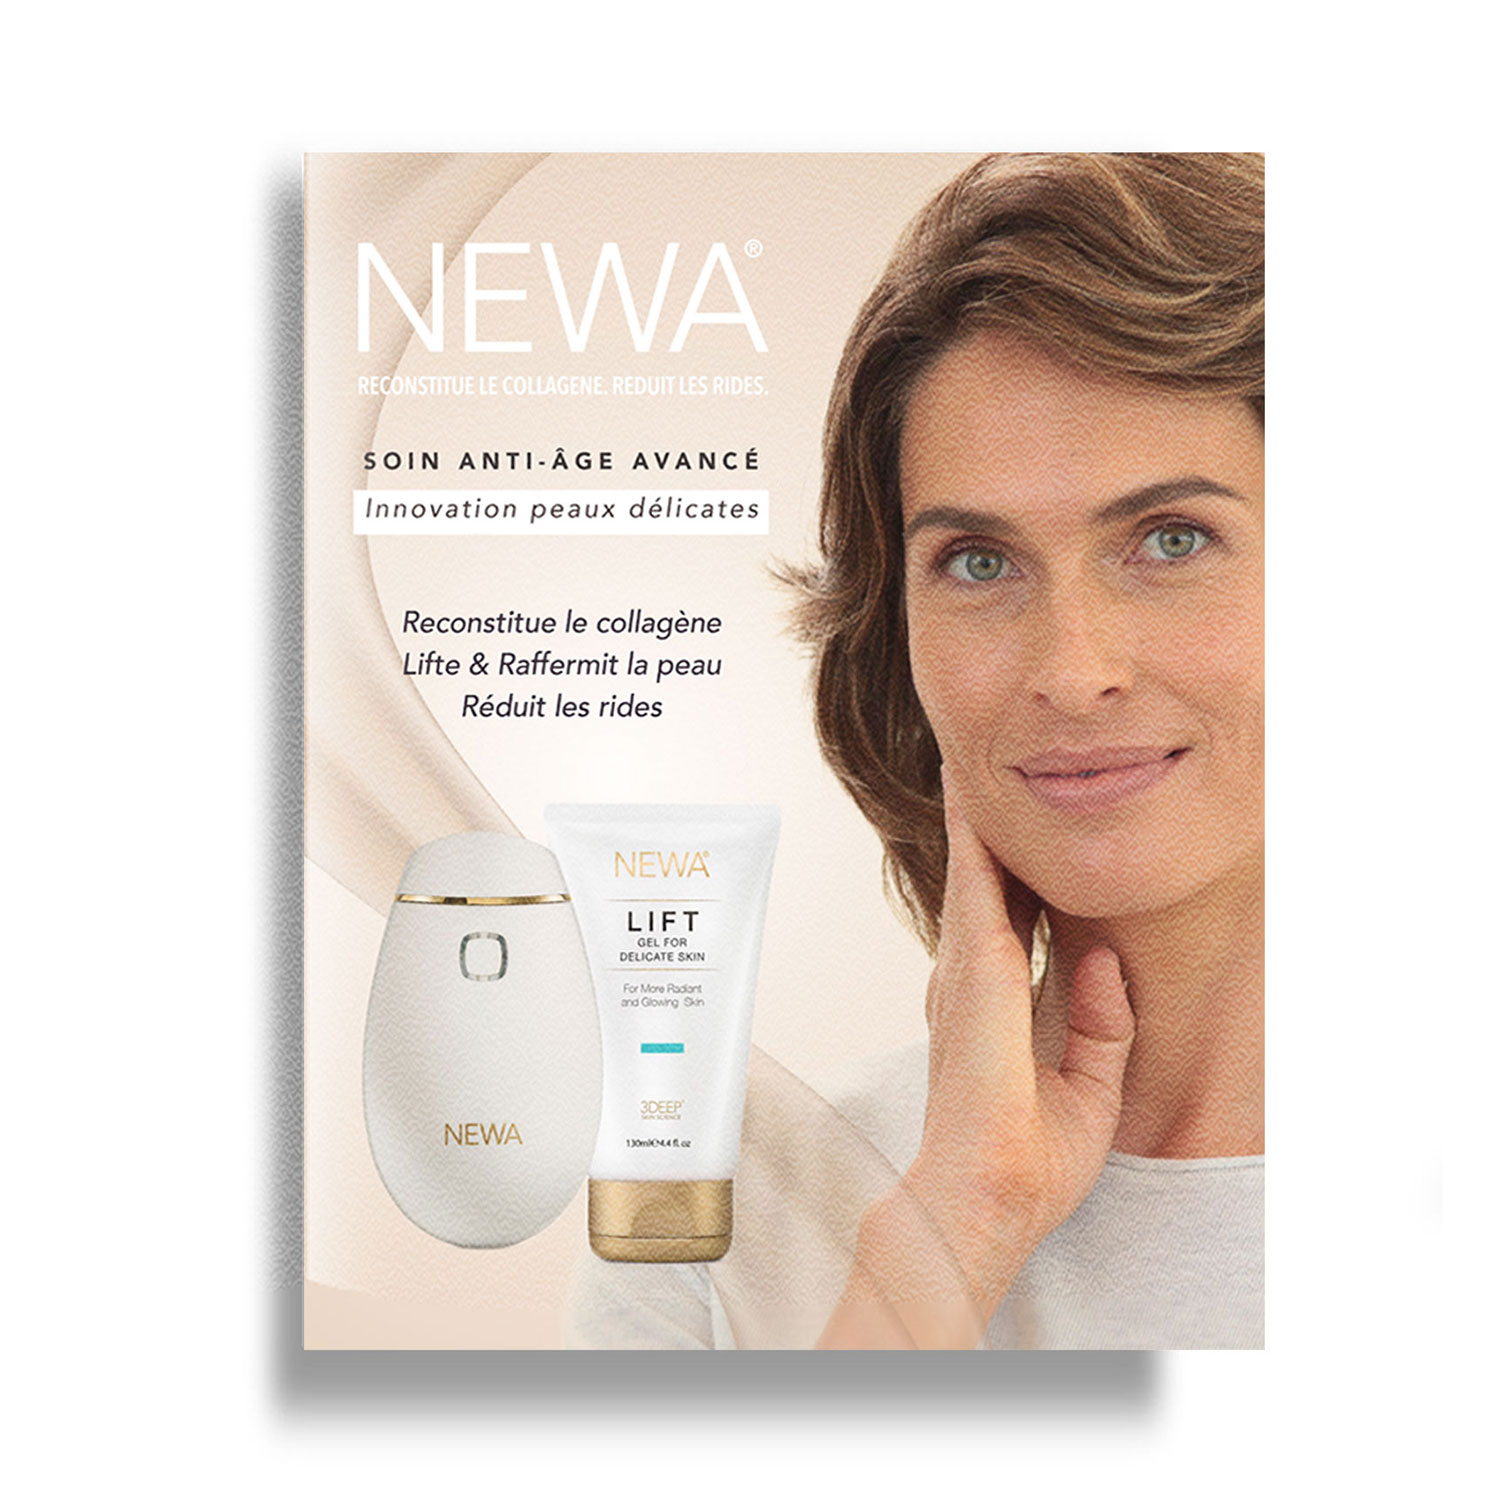 NEWA®
RECONSTITUE LE COLLAGENE. REDUIT LES RIDES.
SOIN ANTI-ÂGE AVANCÉ
Innovation peaux délicates
Reconstitue le collagène
Lifte & Raffermit la peau
Réduit les rides
NEWA
NEWA®
LIFT
GEL FOR
DELICATE SKIN
For More Radiant
and Glowing Skin
3DEEP®
SKIN SCIENCE
130ml℮4.4 fl. oz